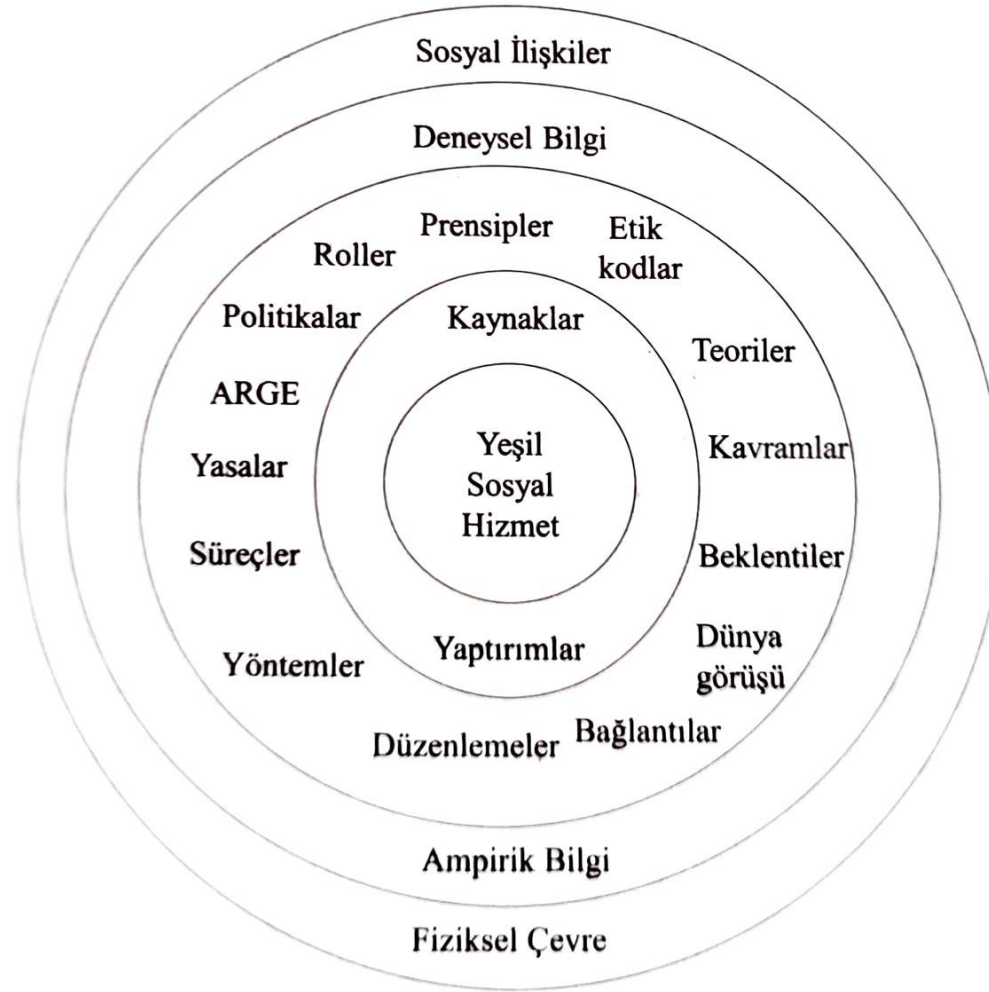 Sosyal İlişkiler
Deneysel Bilgi
Prensipler
Etik
kodlar
Roller
Politikalar
Kaynaklar
Teoriler
ARGE
Yeşil
Sosyal
Hizmet
Kavramlar
Yasalar
Süreçler
Beklentiler
Yaptırımlar
Dünya
görüşü
Yöntemler
Düzenlemeler
Bağlantılar
Ampirik Bilgi
Fiziksel Çevre